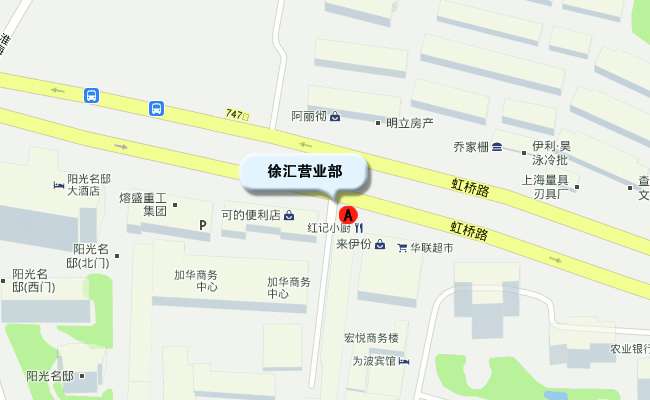 淮海
747
阿丽彻
明立房产
乔家栅
伊利·昊
泳冷批
徐汇营业部
虹桥路
上海量具
刃具厂
查
文
阳光名邸
大酒店
熔盛重工
集团
P
可的便利店
A
红记小厨
虹桥路
来伊份
华联超市
阳光名
邸(北门)
加华商务
中心
加华商务
中心
阳光名
邸(西门)
宏悦商务楼
为波宾馆
农业银行
阳光名邸